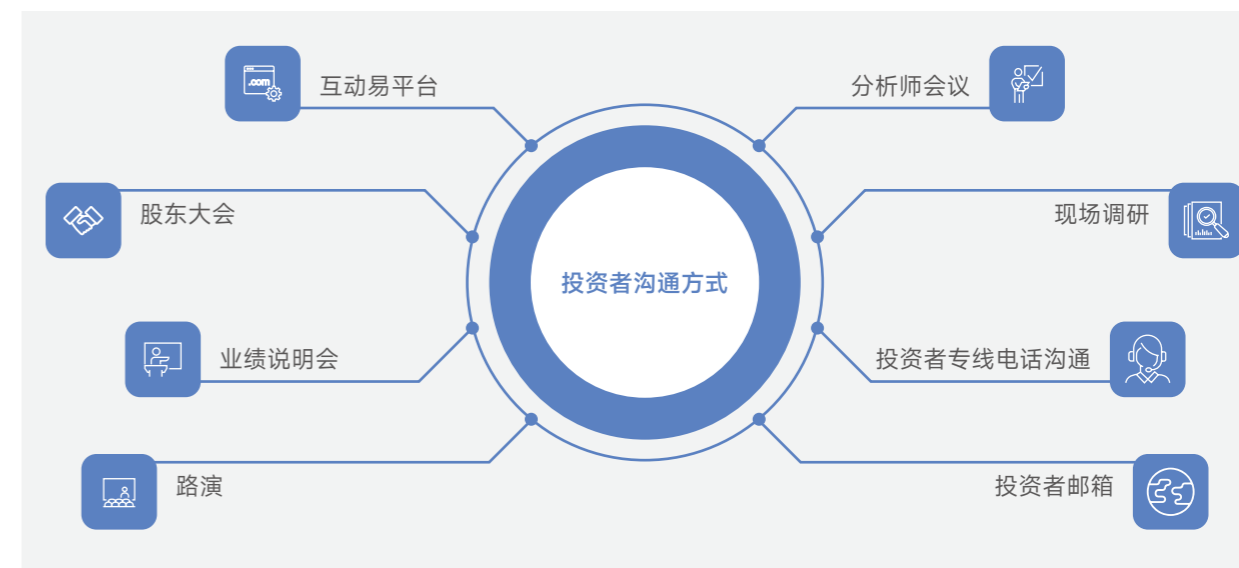 .com
互动易平台
分析师会议
股东大会
现场调研
投资者沟通方式
业绩说明会
投资者专线电话沟通
路演
投资者邮箱